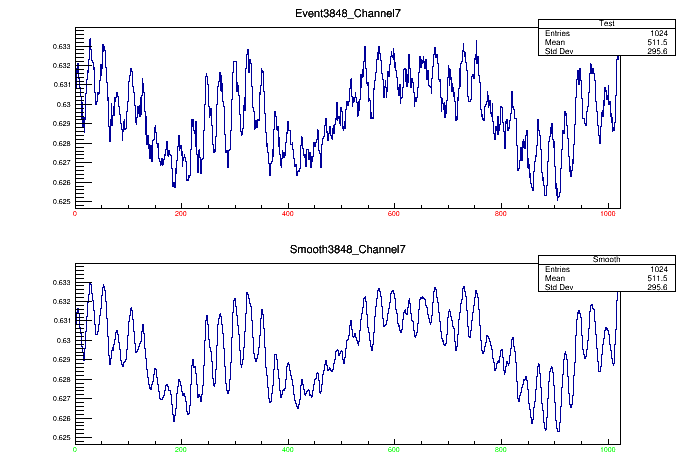 Event3848_Channel7
Test
Entries 1024
Mean 511.5
Std Dev 295.6
0.633
0.632
0.631
0.63
0.629
0.628
0.627
0.626
0.625
0 200 400 600 800 1000
Smooth3848_Channel7
Smooth
Entries 1024
Mean 511.5
Std Dev 295.6
0.633
0.632
0.631
0.63
0.629
0.628
0.627
0.626
0.625
0 200 400 600 800 1000